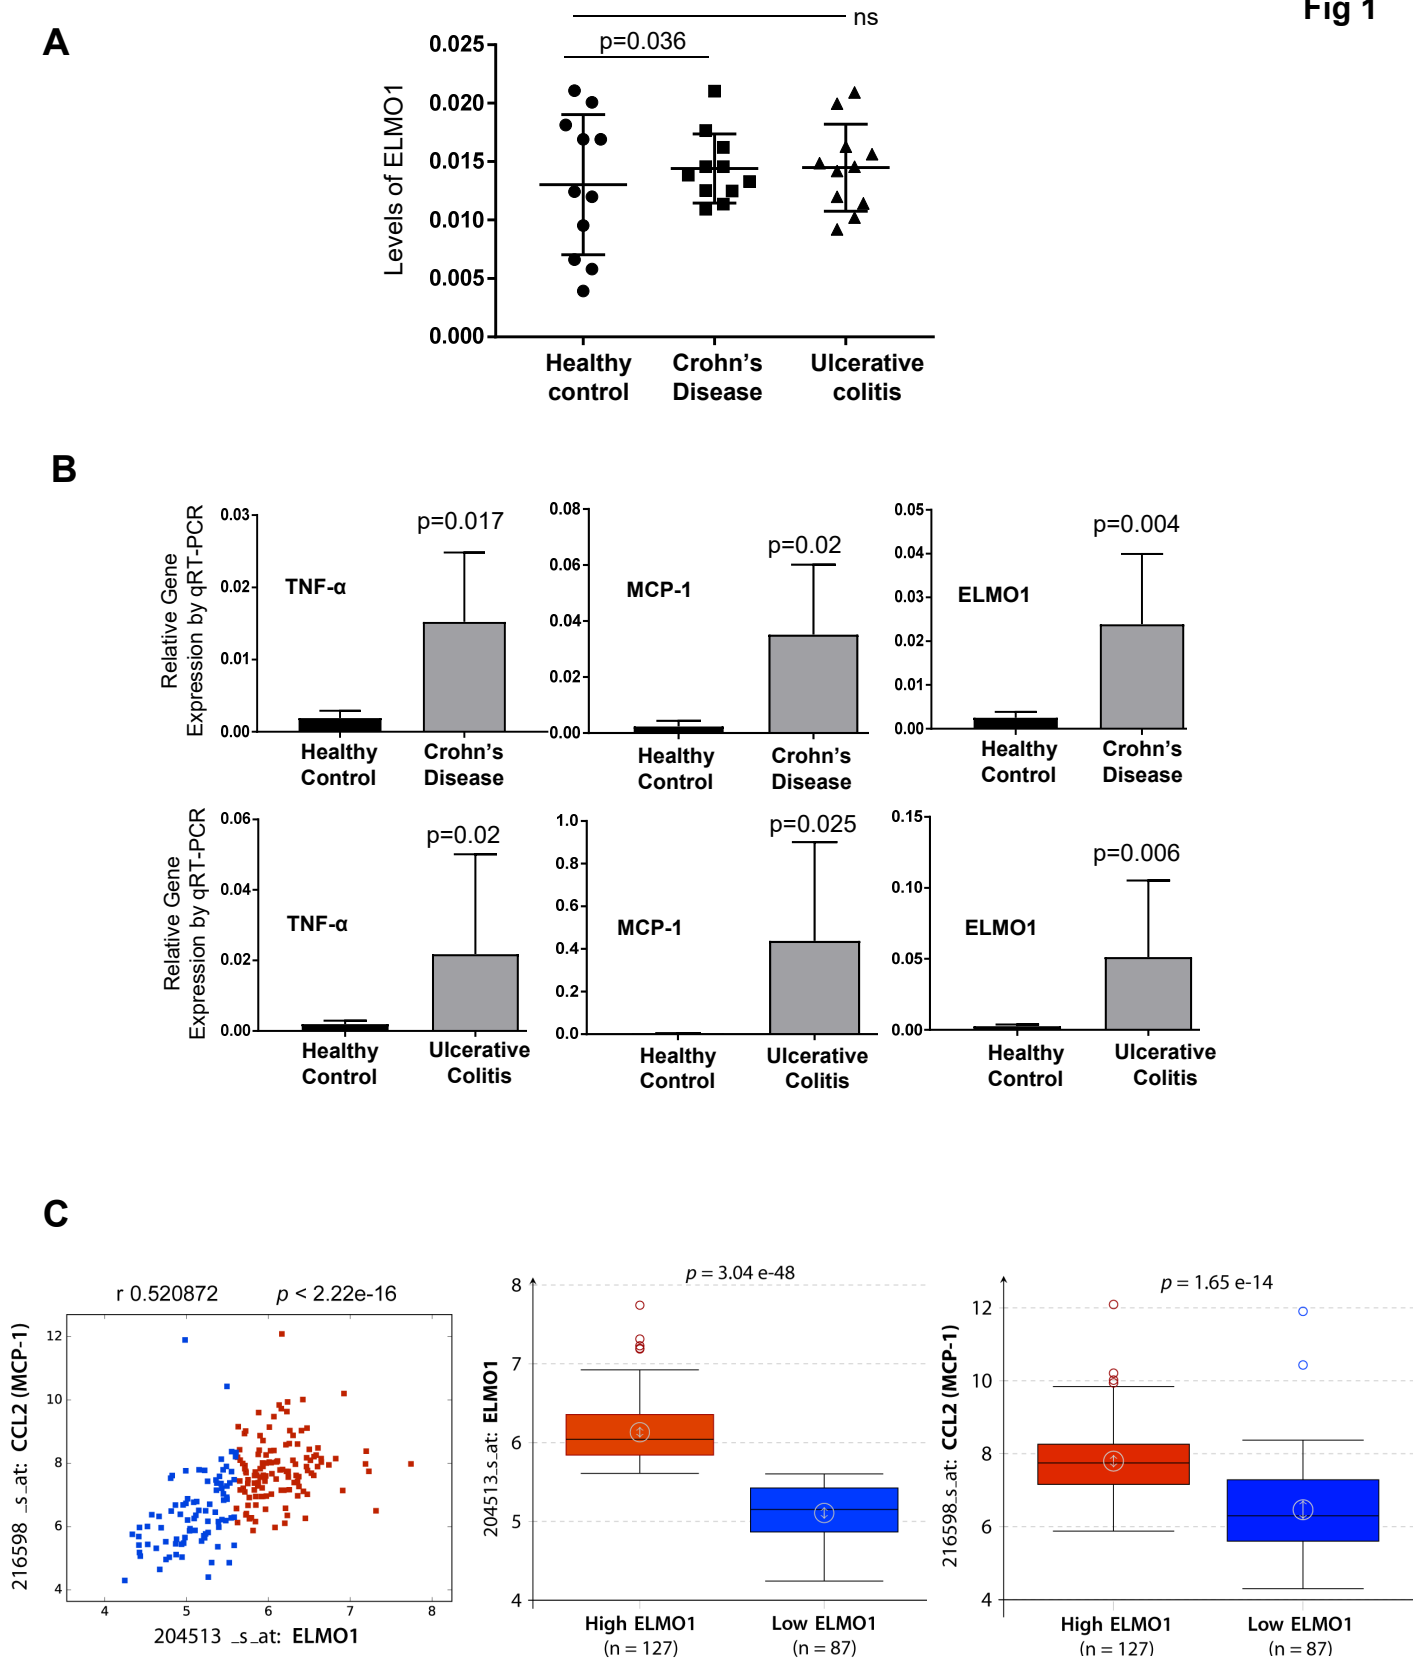 Fig 1
A
ns
p=0.036
0.025
0.020
0.015
0.010
0.005
0.000
Levels of ELMO1
Healthy control
Crohn's Disease
Ulcerative colitis
B
Relative Gene
Expression by qRT-PCR
0.03
0.02
0.01
0.00
TNF-α
p=0.017
Healthy Control
Crohn's Disease
0.08
0.06
0.04
0.02
0.00
MCP-1
p=0.02
Healthy Control
Crohn's Disease
0.05
0.04
0.03
0.02
0.01
0.00
ELMO1
p=0.004
Healthy Control
Crohn's Disease
Relative Gene
Expression by qRT-PCR
0.06
0.04
0.02
0.00
TNF-α
p=0.02
Healthy Control
Ulcerative Colitis
1.0
0.8
0.6
0.4
0.2
0.0
MCP-1
p=0.025
Healthy Control
Ulcerative Colitis
0.15
0.10
0.05
0.00
ELMO1
p=0.006
Healthy Control
Ulcerative Colitis
C
r 0.520872
p < 2.22e-16
216598 _s_at: CCL2 (MCP-1)
12
10
8
6
4
4 5 6 7 8
204513 _s_at: ELMO1
p = 3.04 e-48
204513_s_at: ELMO1
8
7
6
5
4
High ELMO1
(n = 127)
Low ELMO1
(n = 87)
p = 1.65 e-14
216598_s_at: CCL2 (MCP-1)
12
10
8
6
4
High ELMO1
(n = 127)
Low ELMO1
(n = 87)